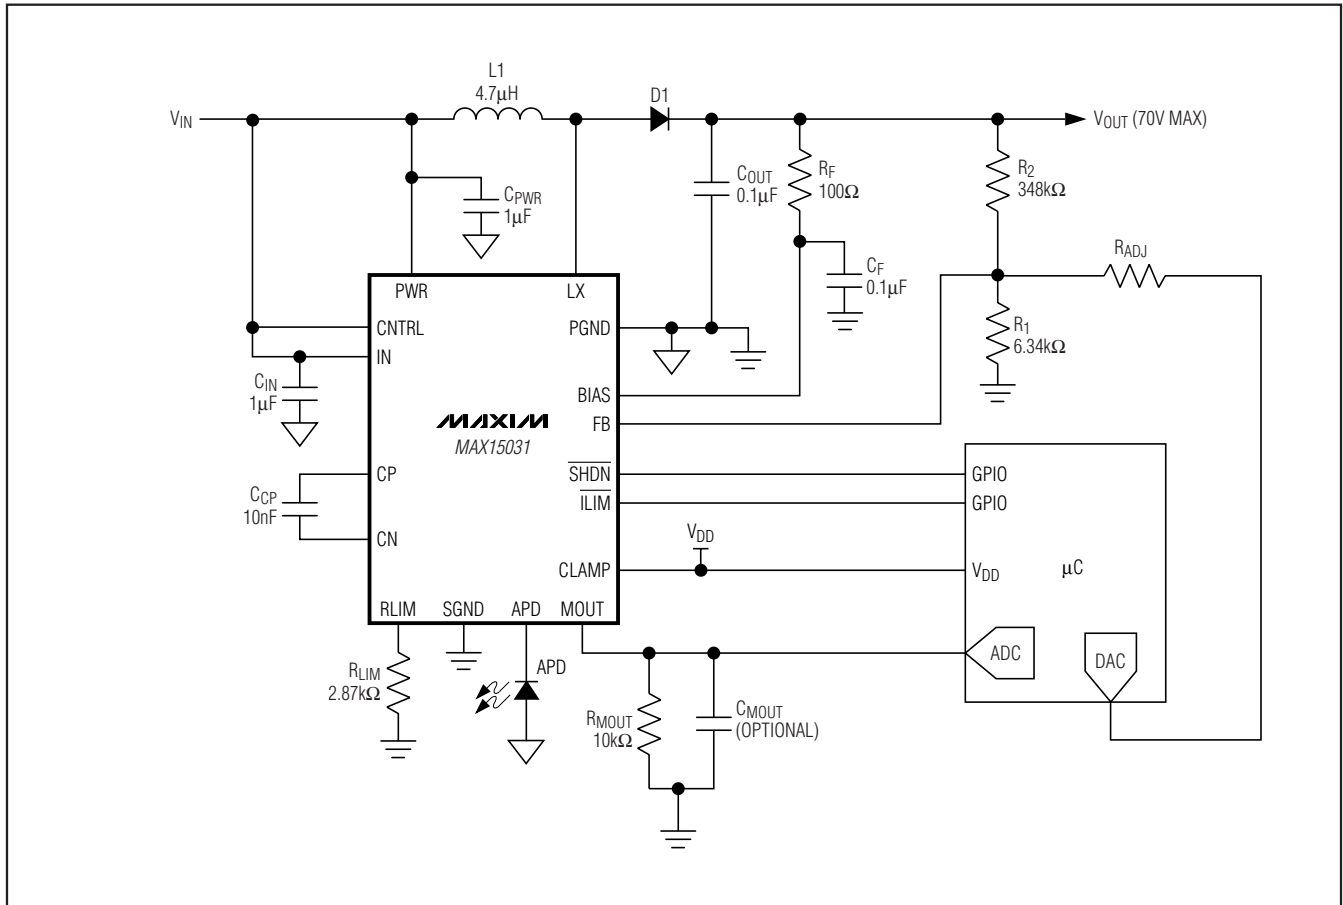 L1
4.7µH
D1
VIN
VOUT (70V MAX)
CPWR
1µF
COUT
0.1µF
RF
100Ω
R2
348kΩ
RADJ
CF
0.1µF
R1
6.34kΩ
PWR
LX
CNTRL
PGND
IN
CIN
1µF
BIAS
FB
MAXIM
MAX15031
CP
CCP
10nF
CN
SHDN
GPIO
ILIM
GPIO
VDD
CLAMP
VDD
µC
RLIM
SGND
APD
MOUT
RLIM
2.87kΩ
APD
ADC
DAC
RMOUT
10kΩ
CMOUT
(OPTIONAL)